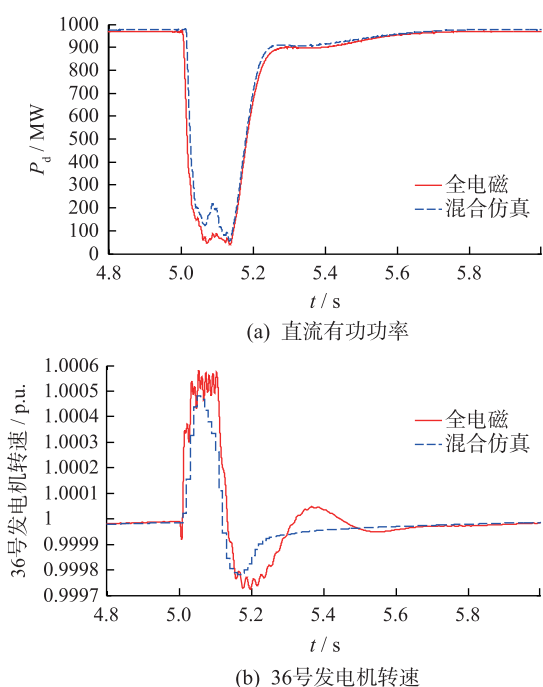 1000
900
800
700
600
500
400
300
200
100
0
P_d / MW
全电磁
混合仿真
4.8 5.0 5.2 5.4 5.6 5.8
t / s
(a) 直流有功功率
1.0006
1.0005
1.0004
1.0003
1.0002
1.0001
1
0.9999
0.9998
0.9997
36号发电机转速 / p.u.
全电磁
混合仿真
4.8 5.0 5.2 5.4 5.6 5.8
t / s
(b) 36号发电机转速